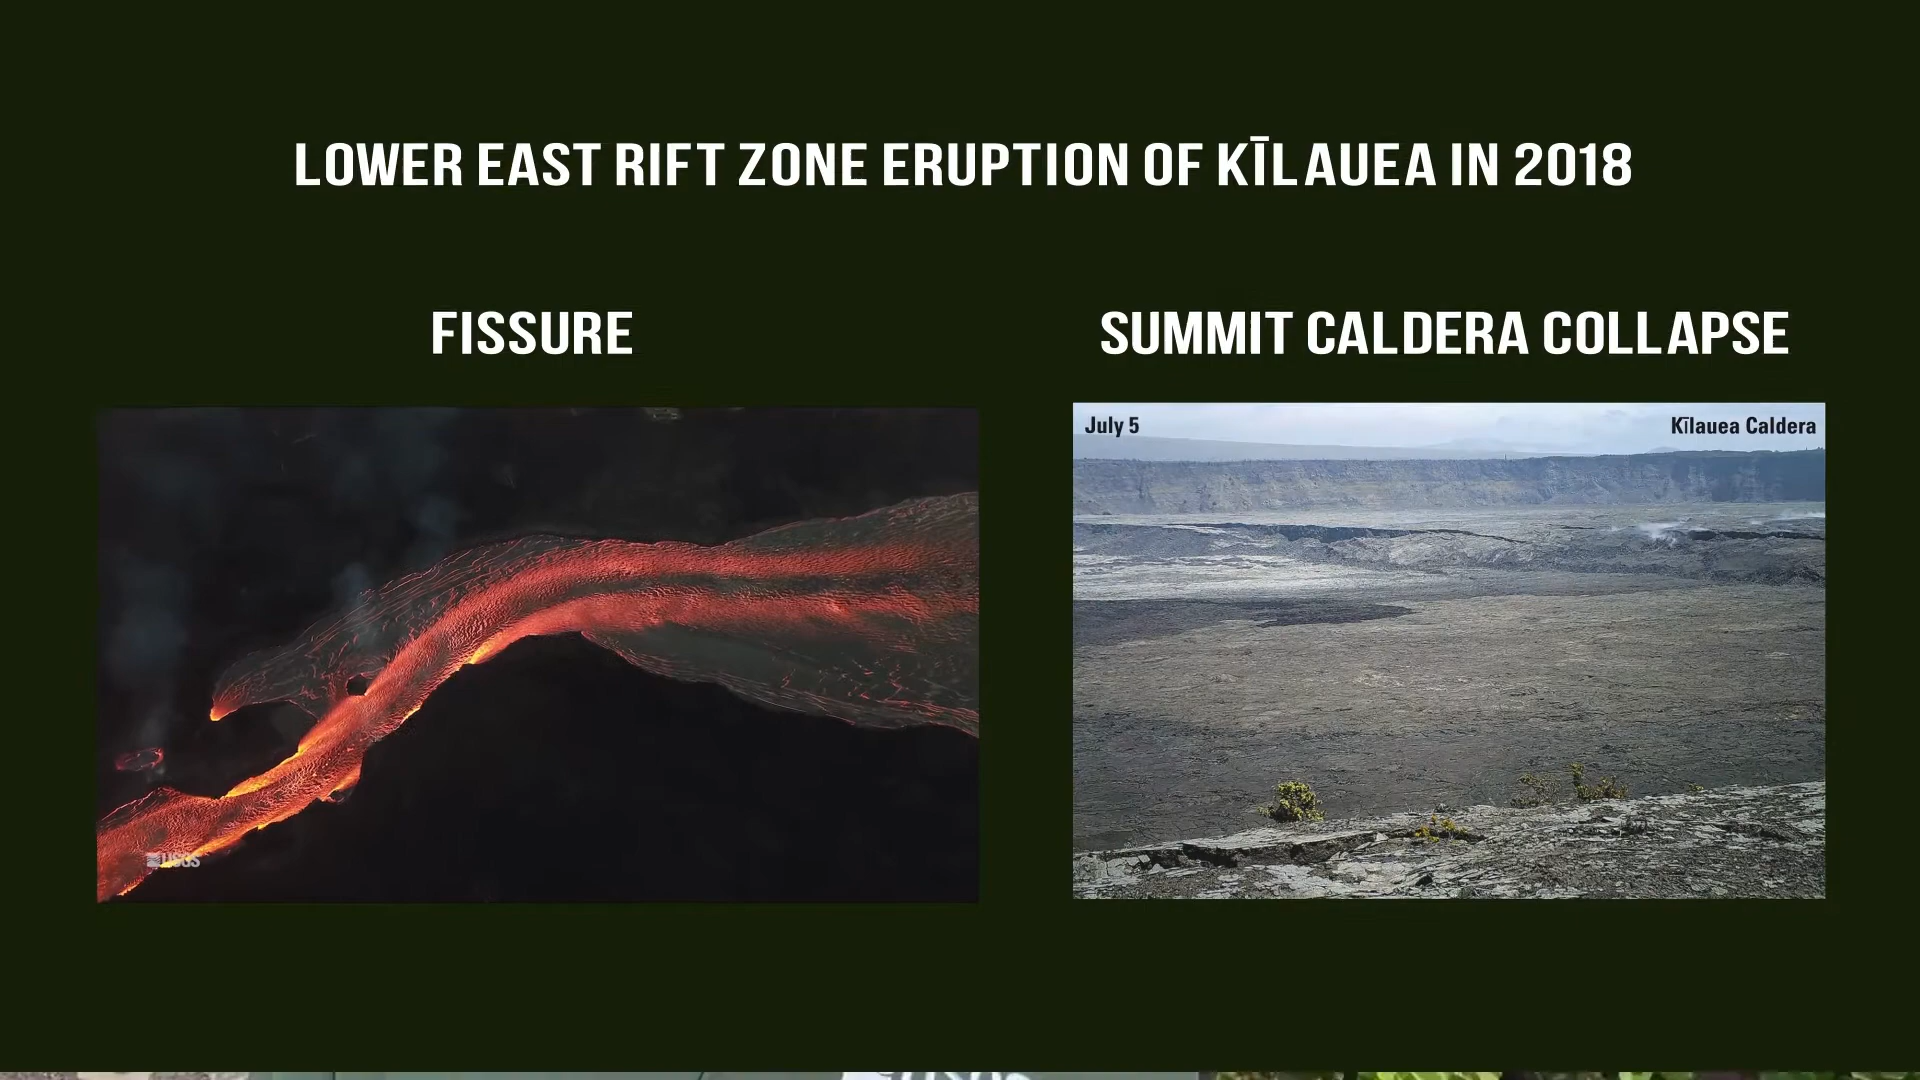 LOWER EAST RIFT ZONE ERUPTION OF KĪLAUEA IN 2018
FISSURE
SUMMIT CALDERA COLLAPSE
July 5
Kīlauea Caldera
USGS